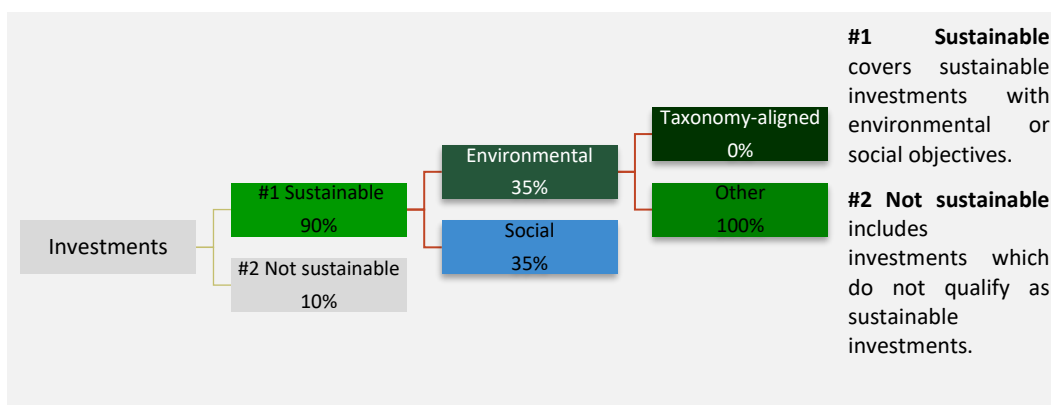 Investments
#1 Sustainable
90%
#2 Not sustainable
10%
Environmental
35%
Social
35%
Taxonomy-aligned
0%
Other
100%
#1 Sustainable
covers sustainable
investments with
environmental or
social objectives.
#2 Not sustainable
includes
investments which
do not qualify as
sustainable
investments.